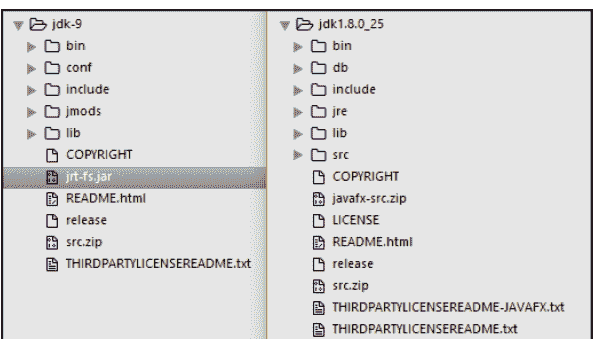 jdk-9
bin
conf
include
jmods
lib
COPYRIGHT
jrt-fs.jar
README.html
release
src.zip
THIRDPARTYLICENSEREADME.txt
jdk1.8.0_25
bin
db
include
jre
lib
src
COPYRIGHT
javafx-src.zip
LICENSE
README.html
release
src.zip
THIRDPARTYLICENSEREADME-JAVAFX.txt
THIRDPARTYLICENSEREADME.txt